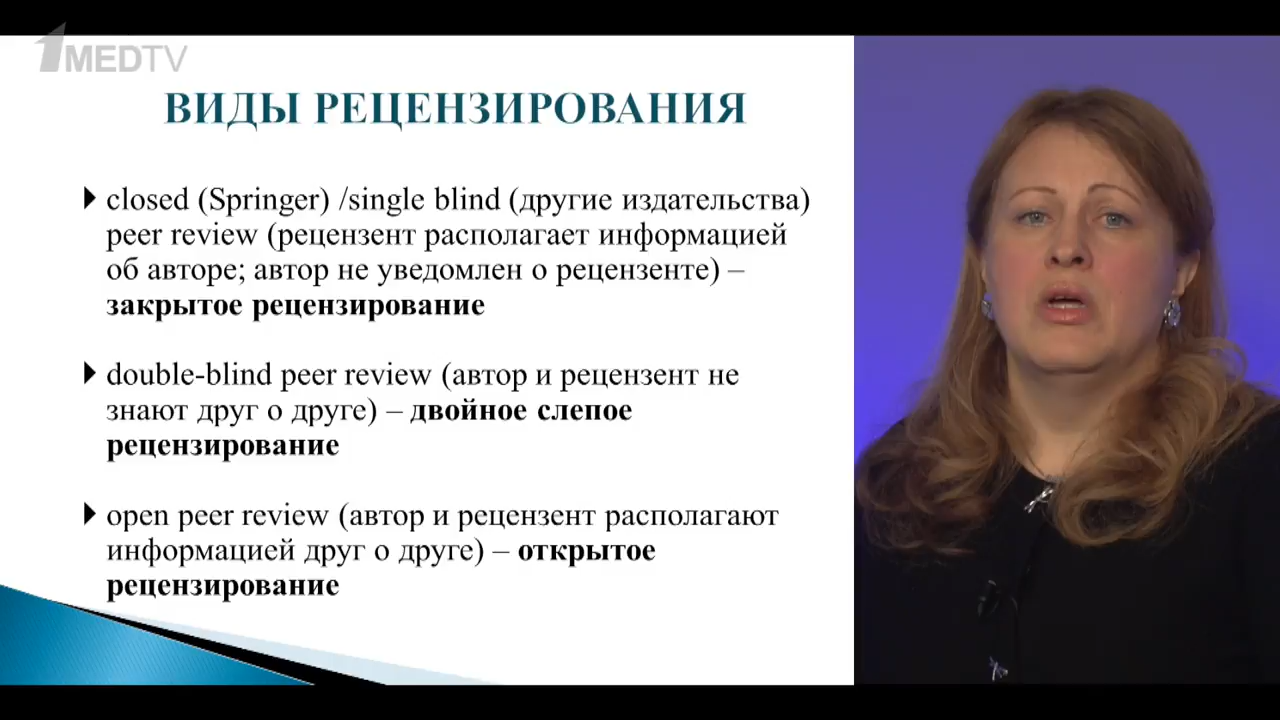 1MEDTV
ВИДЫ РЕЦЕНЗИРОВАНИЯ
closed (Springer) /single blind (другие издательства)
peer review (рецензент располагает информацией
об авторе; автор не уведомлен о рецензенте) –
закрытое рецензирование
double-blind peer review (автор и рецензент не
знают друг о друге) – двойное слепое
рецензирование
open peer review (автор и рецензент располагают
информацией друг о друге) – открытое
рецензирование